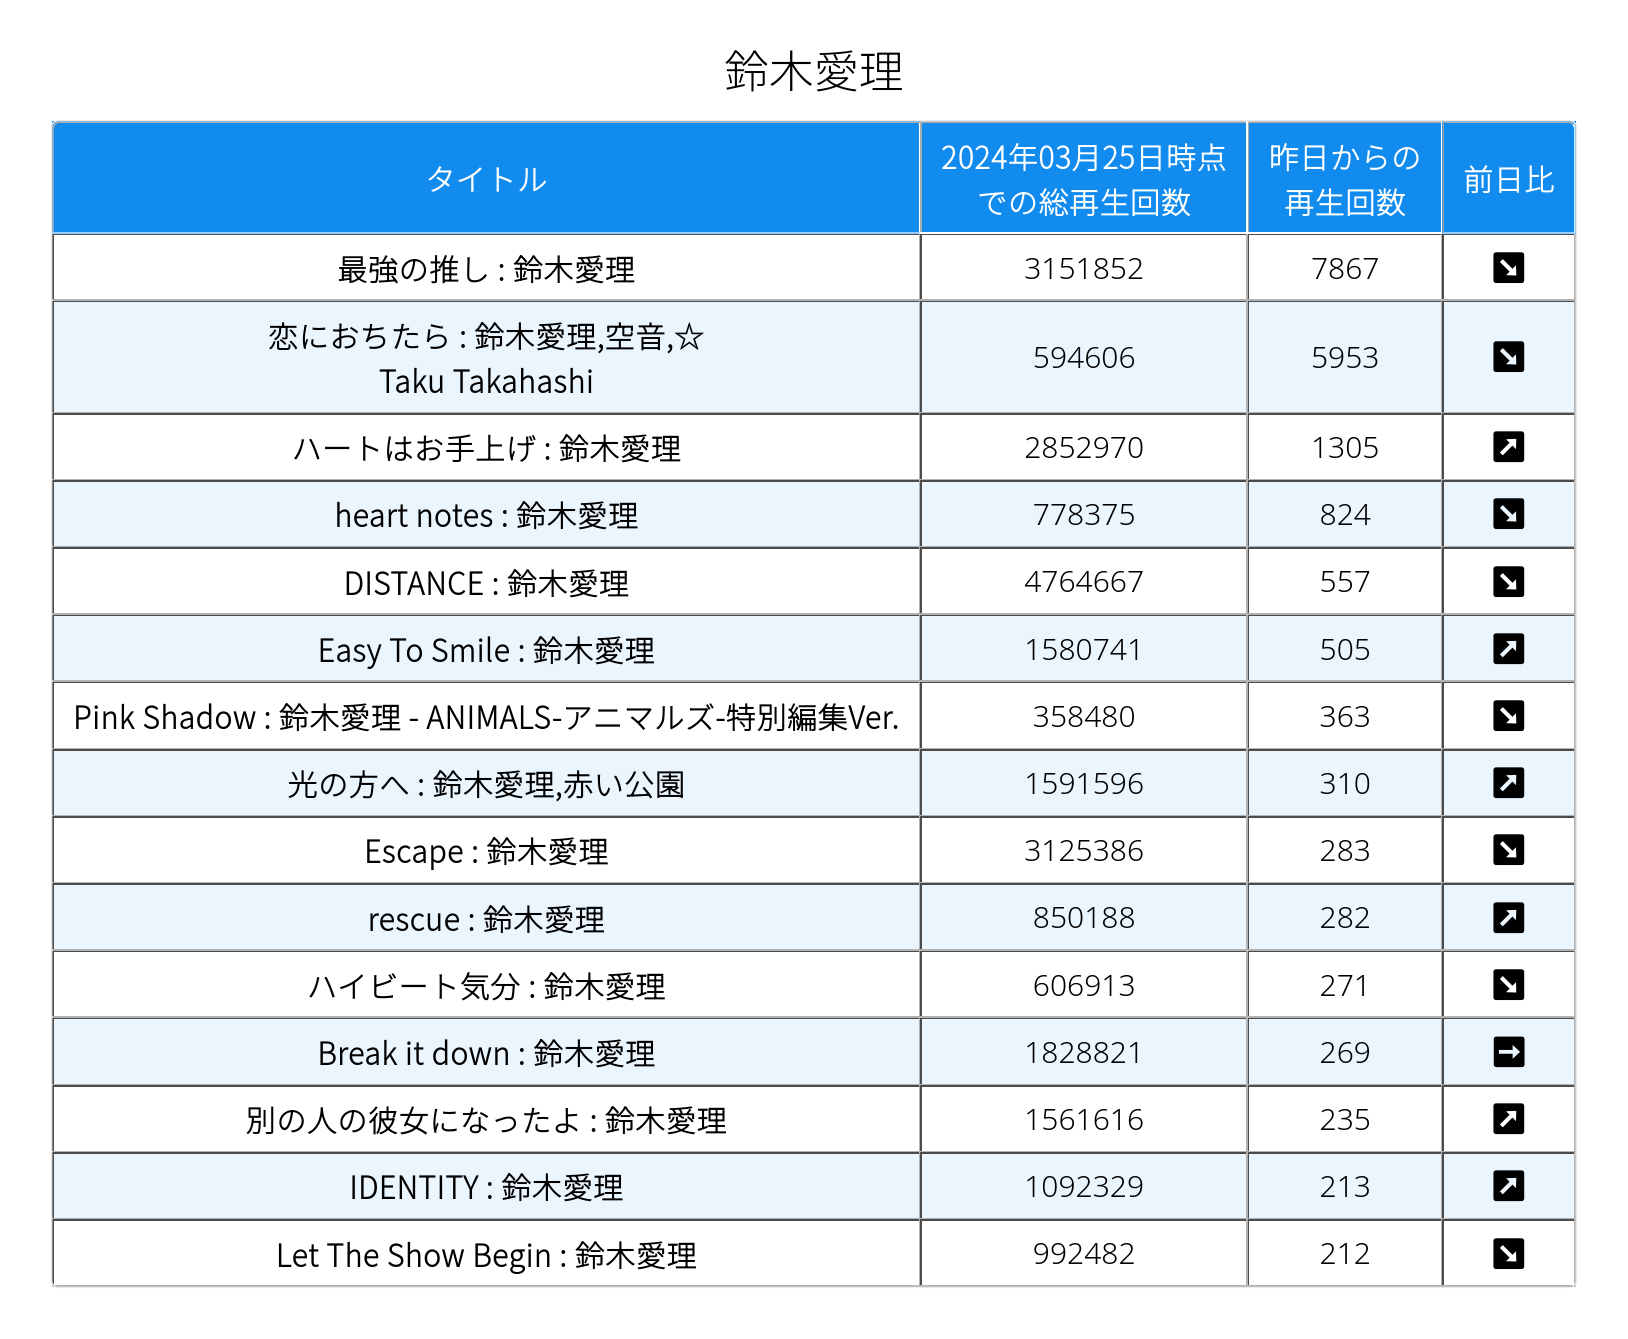 鈴木愛理
タイトル
2024年03月25日時点
での総再生回数
昨日からの
再生回数
前日比
最強の推し : 鈴木愛理 3151852 7867 ↘
恋におちたら : 鈴木愛理,空音,☆
Taku Takahashi 594606 5953 ↘
ハートはお手上げ : 鈴木愛理 2852970 1305 ↗
heart notes : 鈴木愛理 778375 824 ↘
DISTANCE : 鈴木愛理 4764667 557 ↘
Easy To Smile : 鈴木愛理 1580741 505 ↗
Pink Shadow : 鈴木愛理 - ANIMALS-アニマルズ-特別編集Ver. 358480 363 ↘
光の方へ : 鈴木愛理,赤い公園 1591596 310 ↗
Escape : 鈴木愛理 3125386 283 ↘
rescue : 鈴木愛理 850188 282 ↗
ハイビート気分 : 鈴木愛理 606913 271 ↘
Break it down : 鈴木愛理 1828821 269 →
別の人の彼女になったよ : 鈴木愛理 1561616 235 ↗
IDENTITY : 鈴木愛理 1092329 213 ↗
Let The Show Begin : 鈴木愛理 992482 212 ↘